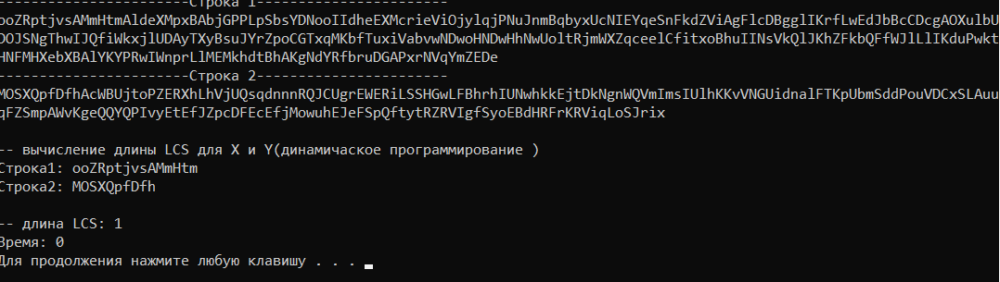 ------------------------Строка 1------------------------
ooZRptjvsAMmHtmAldeXMpxBAbjGPPLpSbsYDNooIIdheEXMcrieViOjylqjPNuJnmBqbyxUcNIEYqeSnFkdZViAgFlcDBgglIKrfLwEdJbBcCDcgAOXulbU
DOJSNgThwIJQfiWkxjlUDAyTXyBsuJYrZpoCGTxqMKbfTuxiVabvwNDwoHNDwHhNwUoltRjmWXZqceelCfitxoBhuIINsVkQlJKhZFkbQFfWJlLlIKduPwkt
HNFMHXebXBAlYKYPRwIWnprLlMEMkhdtBhAKgNdYRfbruDGAPxrNVqYmZEDe
------------------------Строка 2------------------------
MOSXQpfDfhAcWBUjtoPZERXhLhVjUQsqdnnnRQJCUgrEWERiLSSHGwLFBhrhIUNwhkkEjtDkNgnWQVmImsIUlhKKvVNGUidnalFTKpUbmSddPouVDCxSLAuu
qFZSmpAWvKgeQQYQPIvyEtEfJZpcDFEcEfjMowuhEJeFSpQftytRZRVIgfSyoEBdHRFrKRViqLoSJrix
-- вычисление длины LCS для X и Y(динамичаское программирование )
Строка1: ooZRptjvsAMmHtm
Строка2: MOSXQpfDfh
-- длина LCS: 1
Время: 0
Для продолжения нажмите любую клавишу . . .